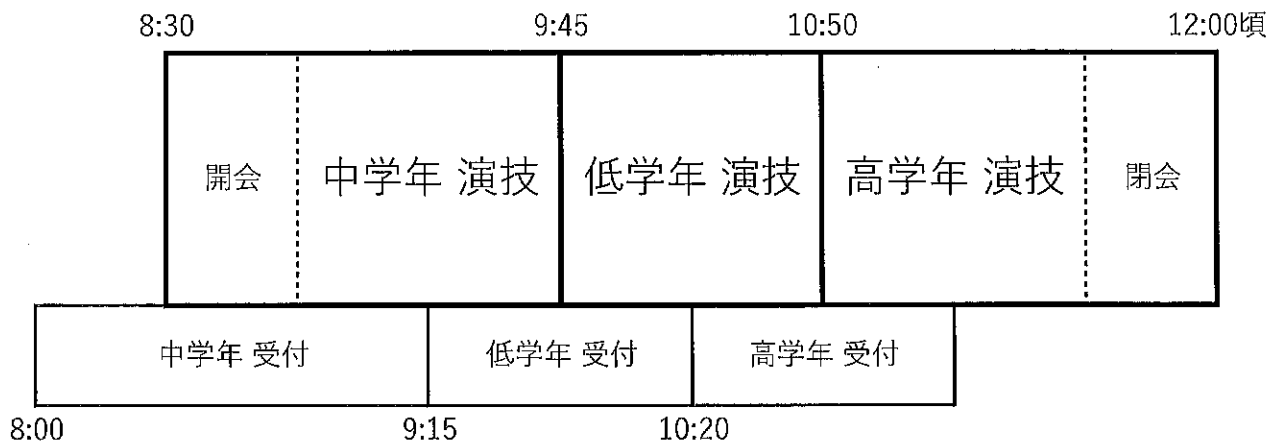 8:30 9:45 10:50 12:00頃
開会 中学年 演技 低学年 演技 高学年 演技 閉会
中学年 受付 低学年 受付 高学年 受付
8:00 9:15 10:20